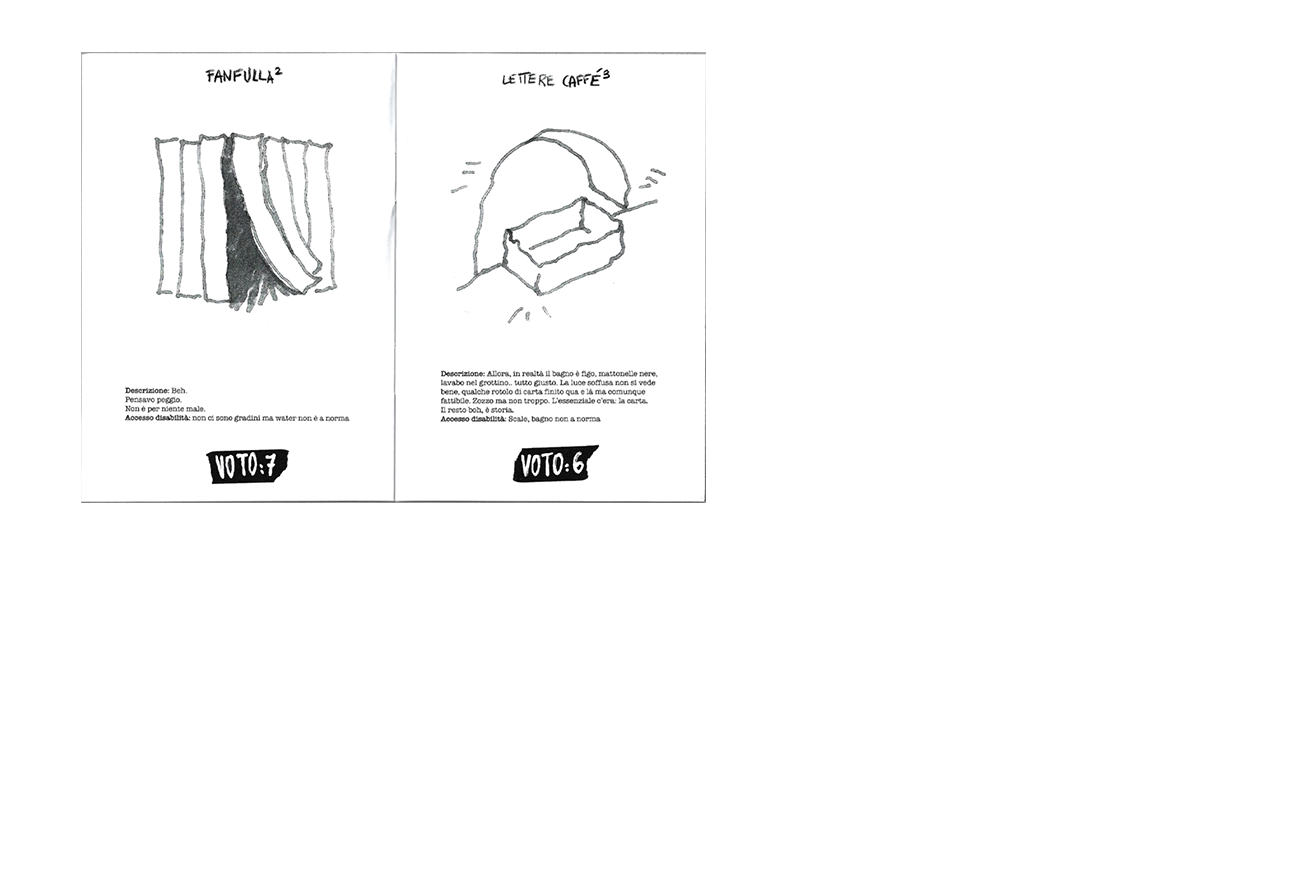 FANFULLA²
Descrizione: Beh.
Pensavo peggio.
Non è per niente male.
Accesso disabilità: non ci sono gradini ma water non è a norma
VOTO:7
LETTERE CAFFÉ³
Descrizione: Allora, in realtà il bagno è figo, mattonelle nere,
lavabo nel grottino.. tutto giusto. La luce soffusa non si vede
bene, qualche rotolo di carta finito qua e là ma comunque
fattibile. Zozzo ma non troppo. L'essenziale c'era: la carta.
Il resto boh, è storia.
Accesso disabilità: Scale, bagno non a norma
VOTO:6